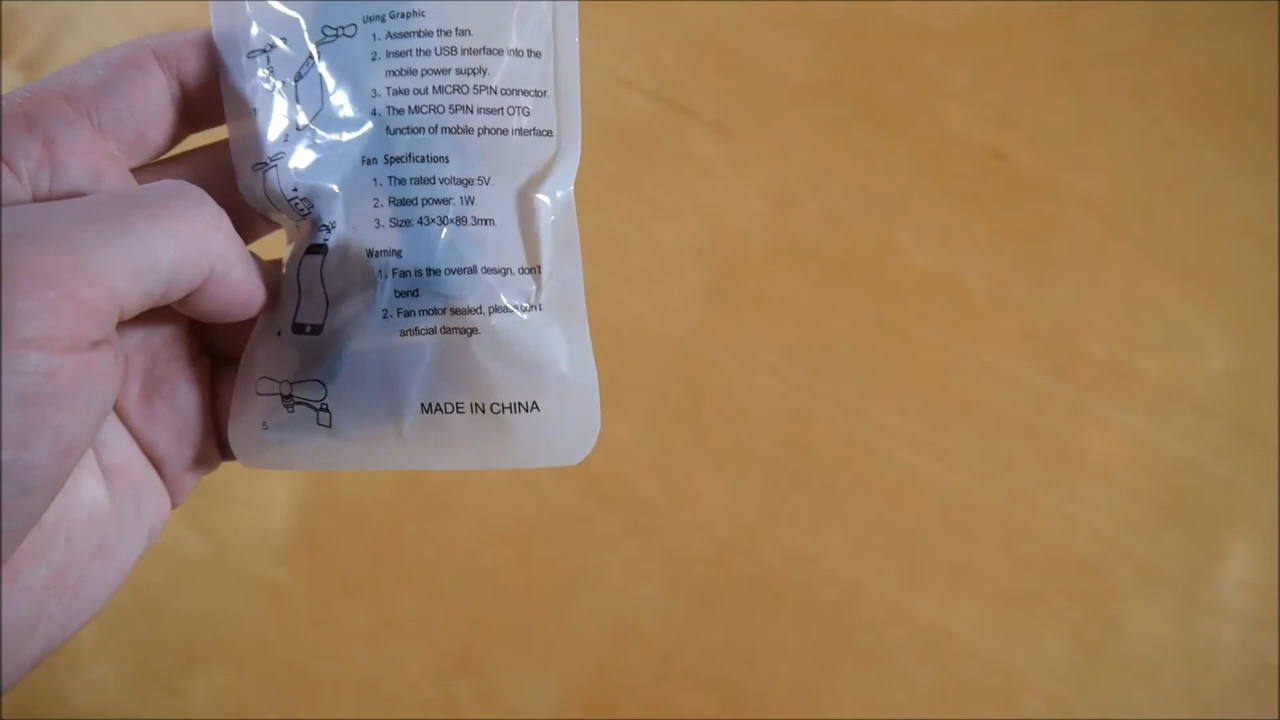 Using Graphic
1. Assemble the fan.
2. Insert the USB interface into the
mobile power supply.
3. Take out MICRO 5PIN connector.
4. The MICRO 5PIN insert OTG
function of mobile phone interface.
2
Fan Specifications
1. The rated voltage:5V.
2. Rated power: 1W.
3. Size: 43×30×89.3mm.
Warning
1. Fan is the overall design, don't
bend.
2. Fan motor sealed, please don't
artificial damage.
4
MADE IN CHINA
5